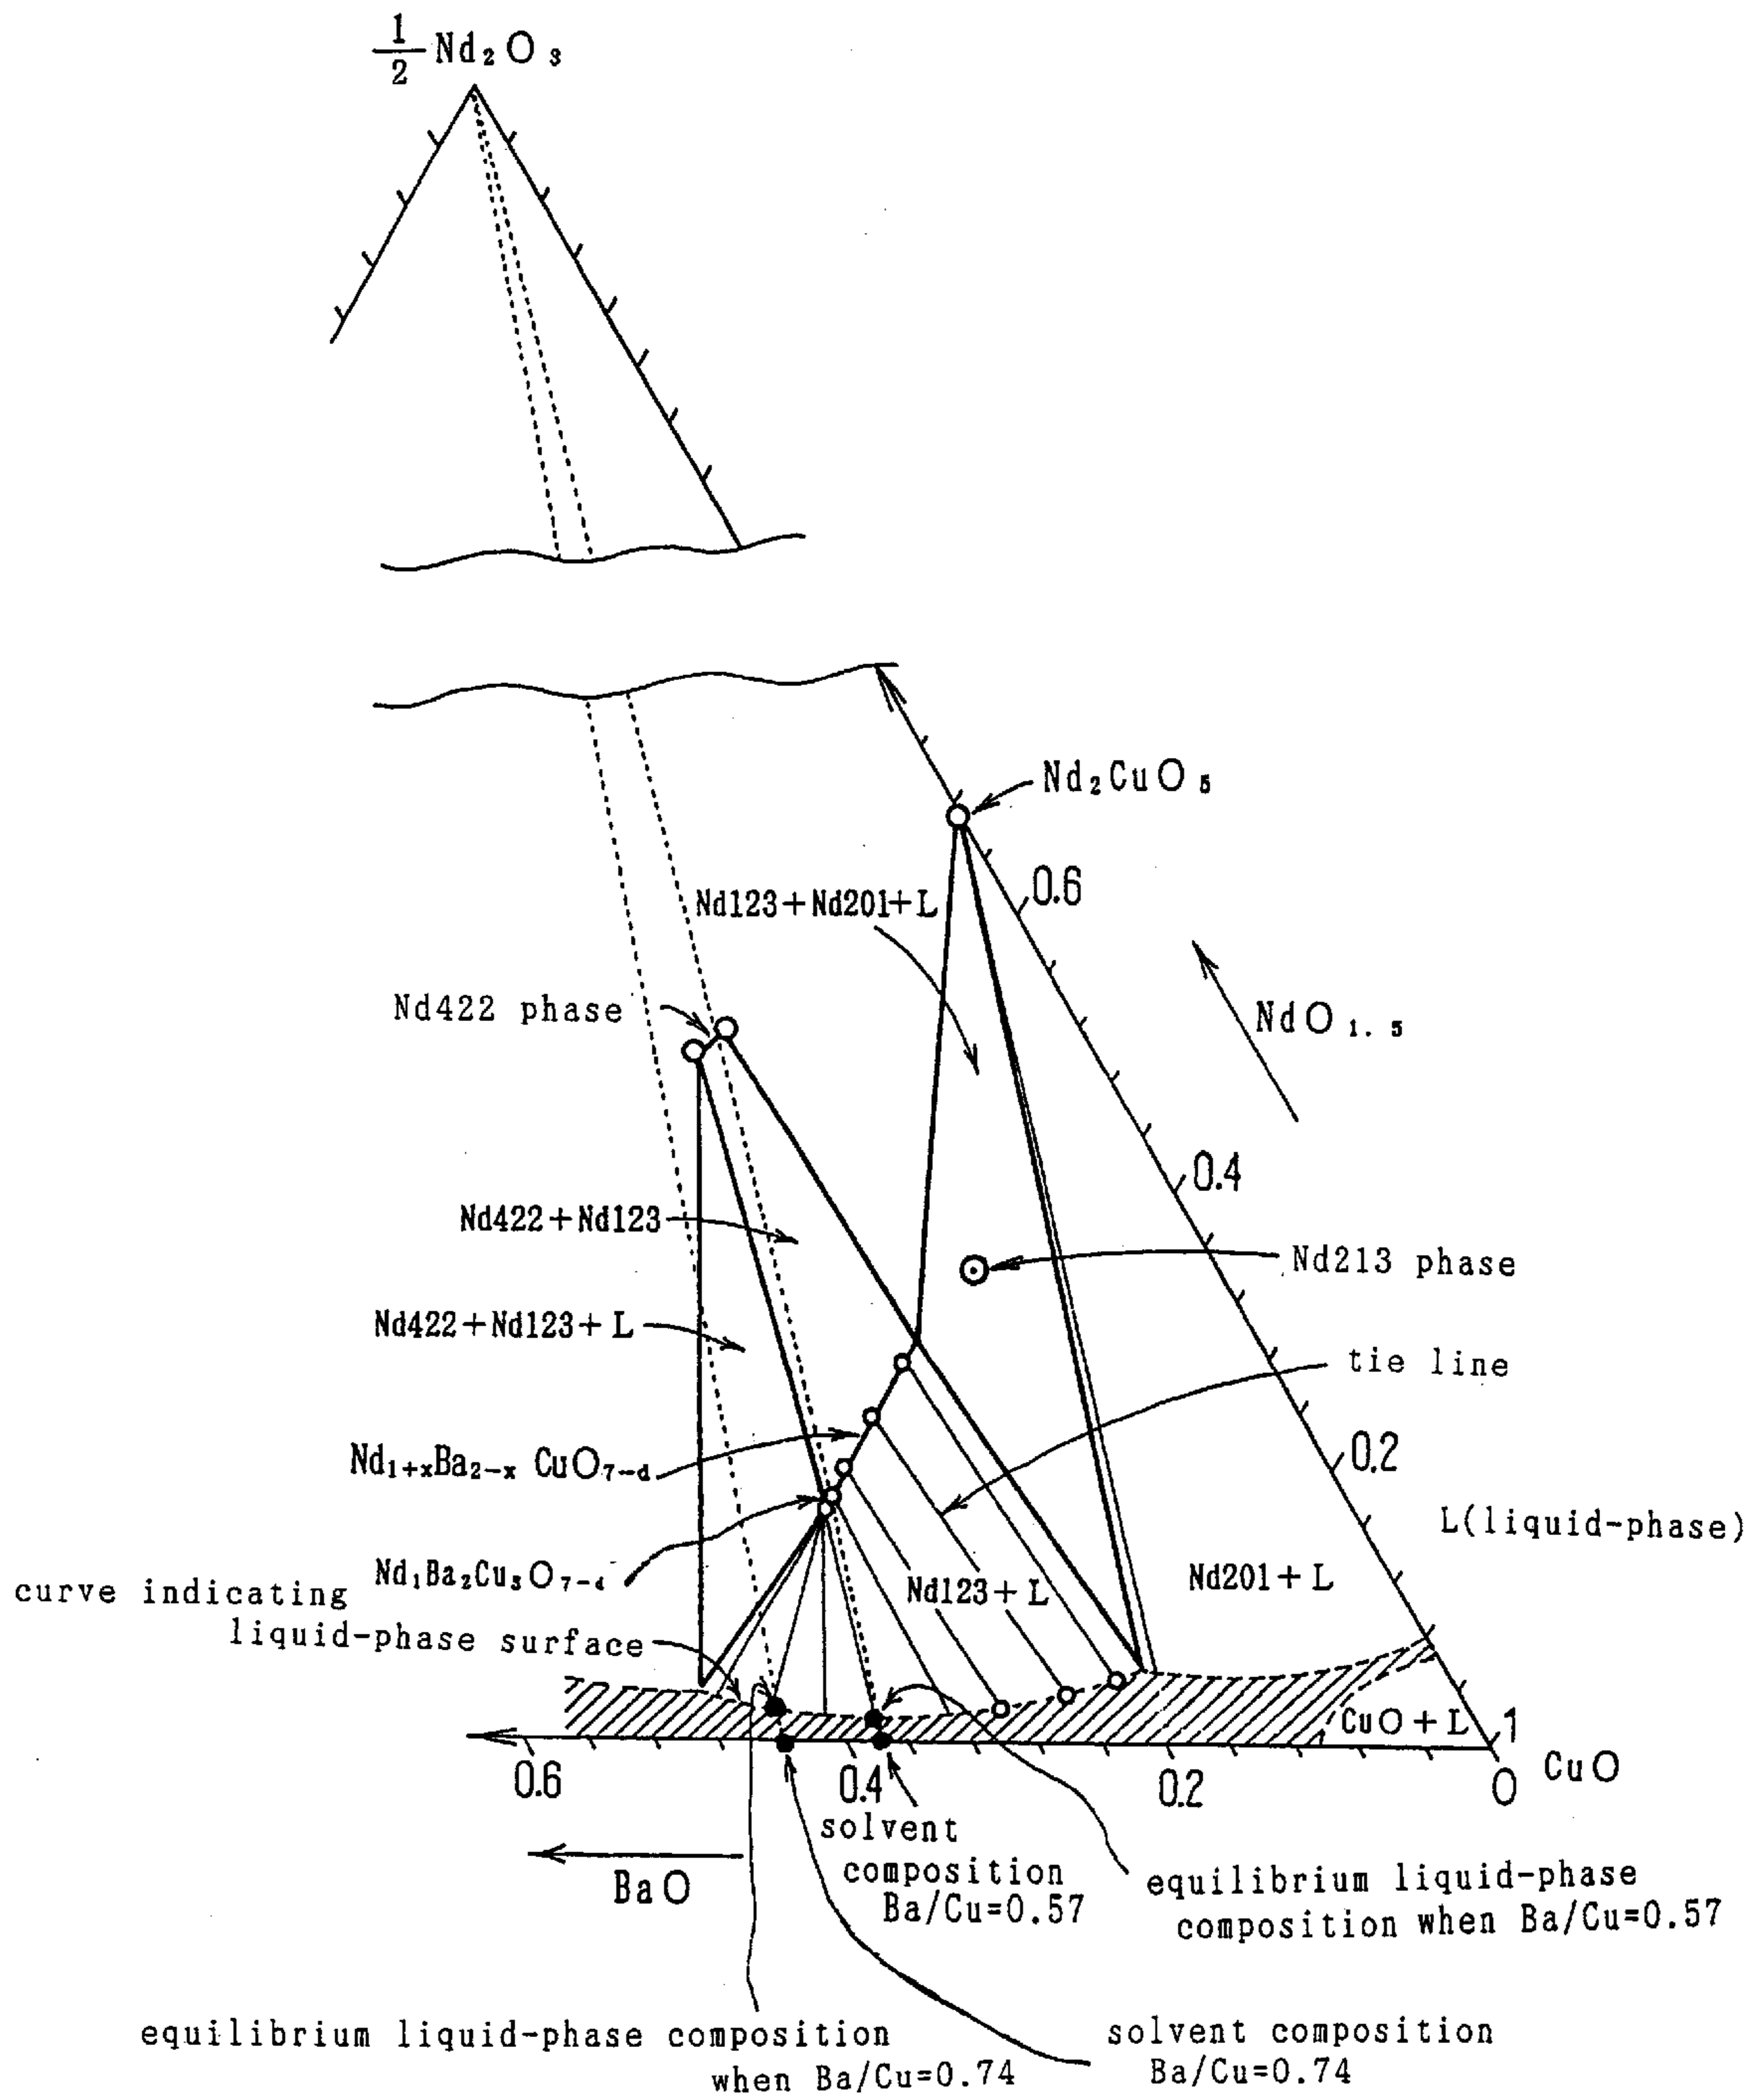 1/2 Nd₂O₃
Nd₂CuO₅
0.6
Nd123+Nd201+L
Nd422 phase
NdO₁.₅
0.4
Nd422+Nd123
Nd213 phase
Nd422+Nd123+L
tie line
0.2
Nd₁₊ₓBa₂₋ₓ CuO₇₋d
L(liquid-phase)
Nd₁Ba₂Cu₃O₇₋d
Nd123+L
Nd201+L
curve indicating
liquid-phase surface
CuO+L
1
0.6
0.4
0.2
0
CuO
BaO
solvent
composition
Ba/Cu=0.57
equilibrium liquid-phase
composition when Ba/Cu=0.57
equilibrium liquid-phase composition
when Ba/Cu=0.74
solvent composition
Ba/Cu=0.74